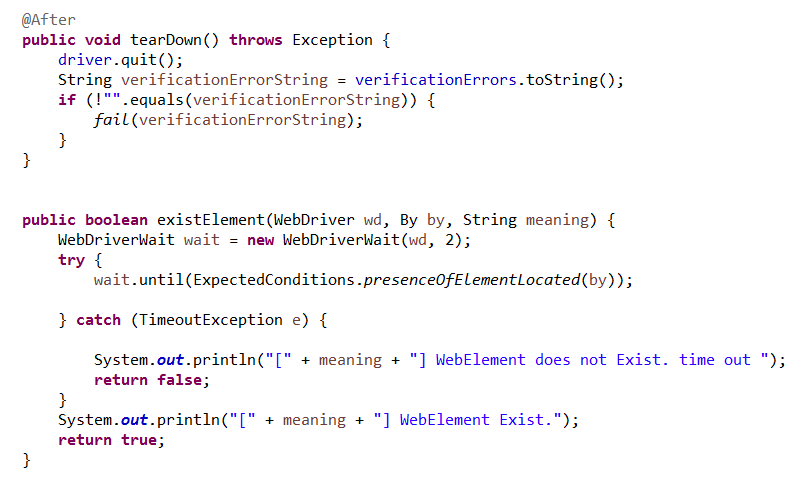 @After
public void tearDown() throws Exception {
    driver.quit();
    String verificationErrorString = verificationErrors.toString();
    if (!"".equals(verificationErrorString)) {
        fail(verificationErrorString);
    }
}
public boolean existElement(WebDriver wd, By by, String meaning) {
    WebDriverWait wait = new WebDriverWait(wd, 2);
    try {
        wait.until(ExpectedConditions.presenceOfElementLocated(by));
    } catch (TimeoutException e) {
        System.out.println("[" + meaning + "] WebElement does not Exist. time out ");
        return false;
    }
    System.out.println("[" + meaning + "] WebElement Exist.");
    return true;
}